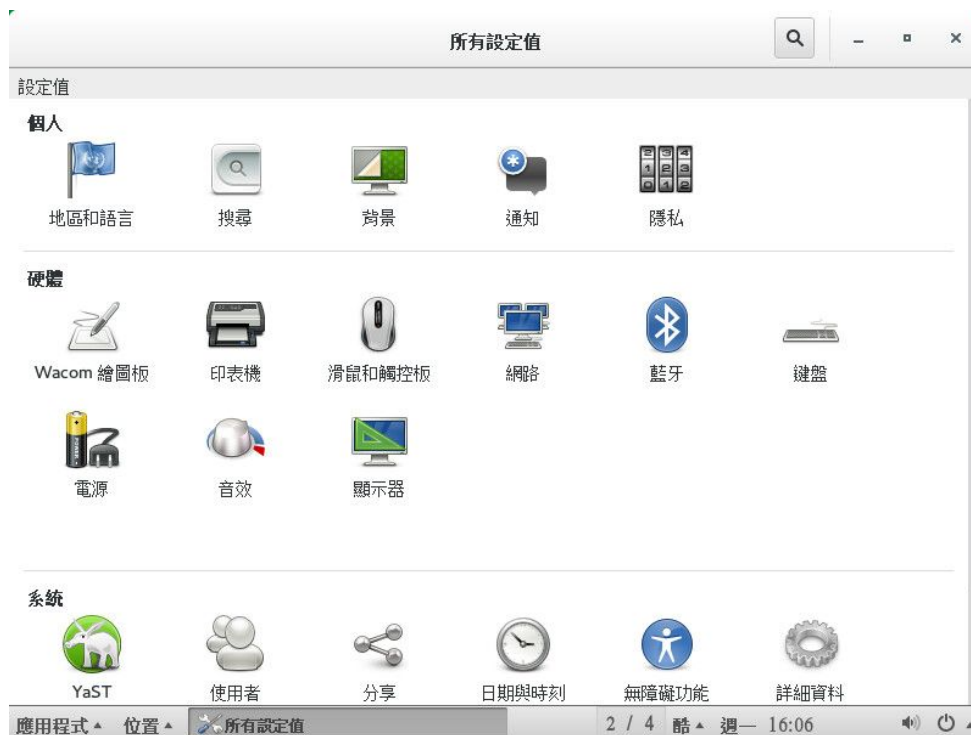 所有設定值
設定值
個人
地區和語言 搜尋 背景 通知 隱私
硬體
Wacom 繪圖板 印表機 滑鼠和觸控板 網路 藍牙 鍵盤
電源 音效 顯示器
系統
YaST 使用者 分享 日期與時刻 無障礙功能 詳細資料
應用程式 位置 所有設定值 2 / 4 酷 週一 16:06